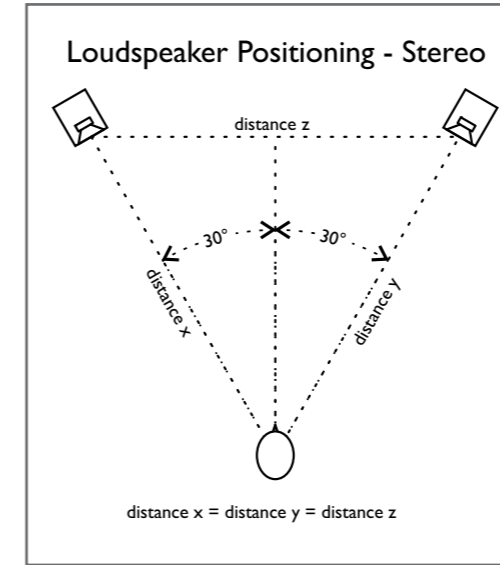 Loudspeaker Positioning - Stereo
distance z
30°
30°
distance x
distance y
distance x = distance y = distance z